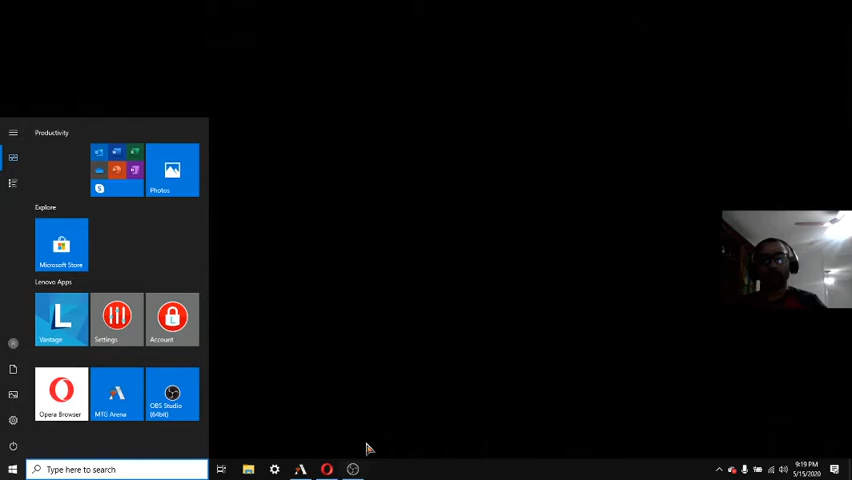 Productivity
Photos
Explore
Microsoft Store
Lenovo Apps
Vantage
Settings
Account
Opera Browser
MTG Arena
OBS Studio
(64bit)
Type here to search
9:19 PM
5/15/2020